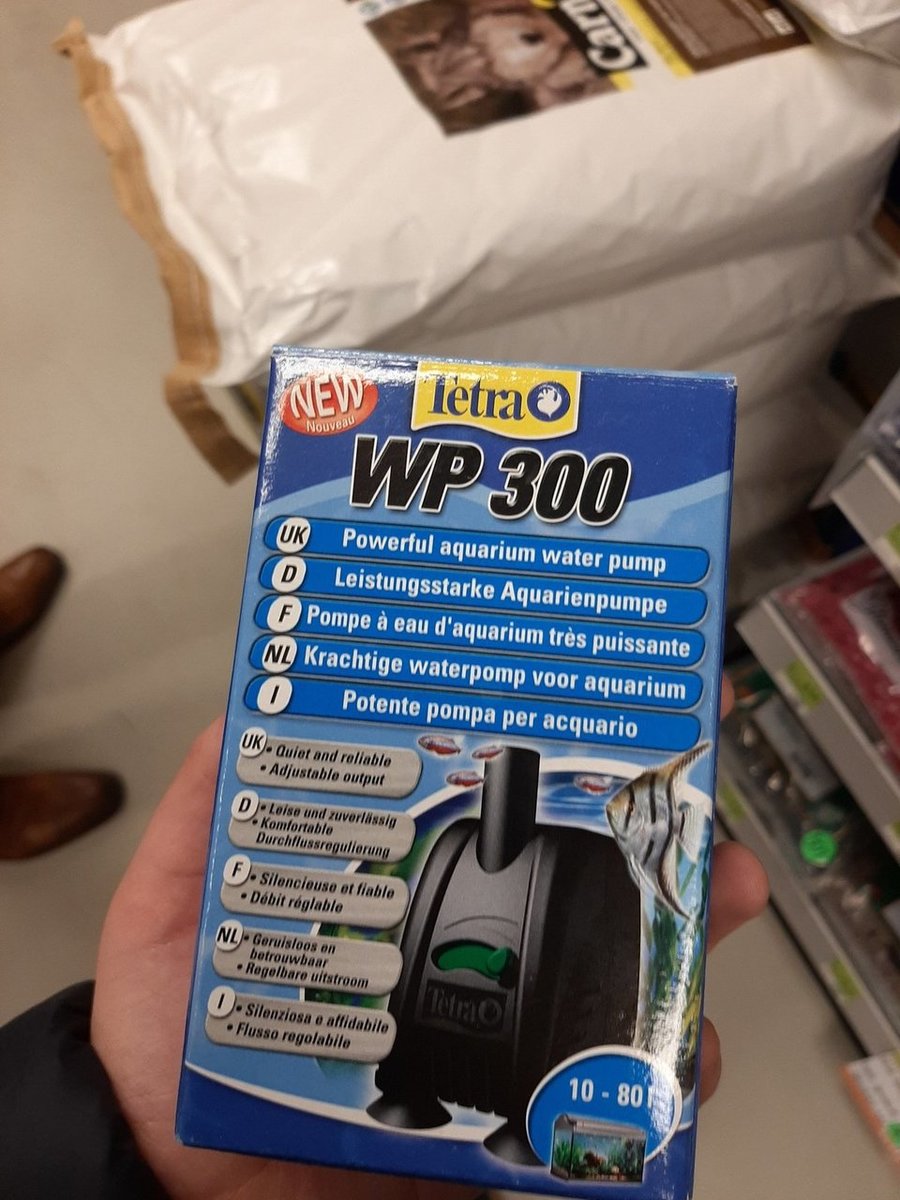 Carn
NEW
Nouveau
Tetra
WP 300
UK Powerful aquarium water pump
D Leistungsstarke Aquarienpumpe
F Pompe à eau d'aquarium très puissante
NL Krachtige waterpomp voor aquarium
I Potente pompa per acquario
UK • Quiet and reliable
• Adjustable output
D • Leise und zuverlässig
• Komfortable
Durchflussregulierung
F • Silencieuse et fiable
• Débit réglable
NL • Geruisloos en
betrouwbaar
• Regelbare uitstroom
I • Silenziosa e affidabile
• Flusso regolabile
Tetra
10 - 80 l